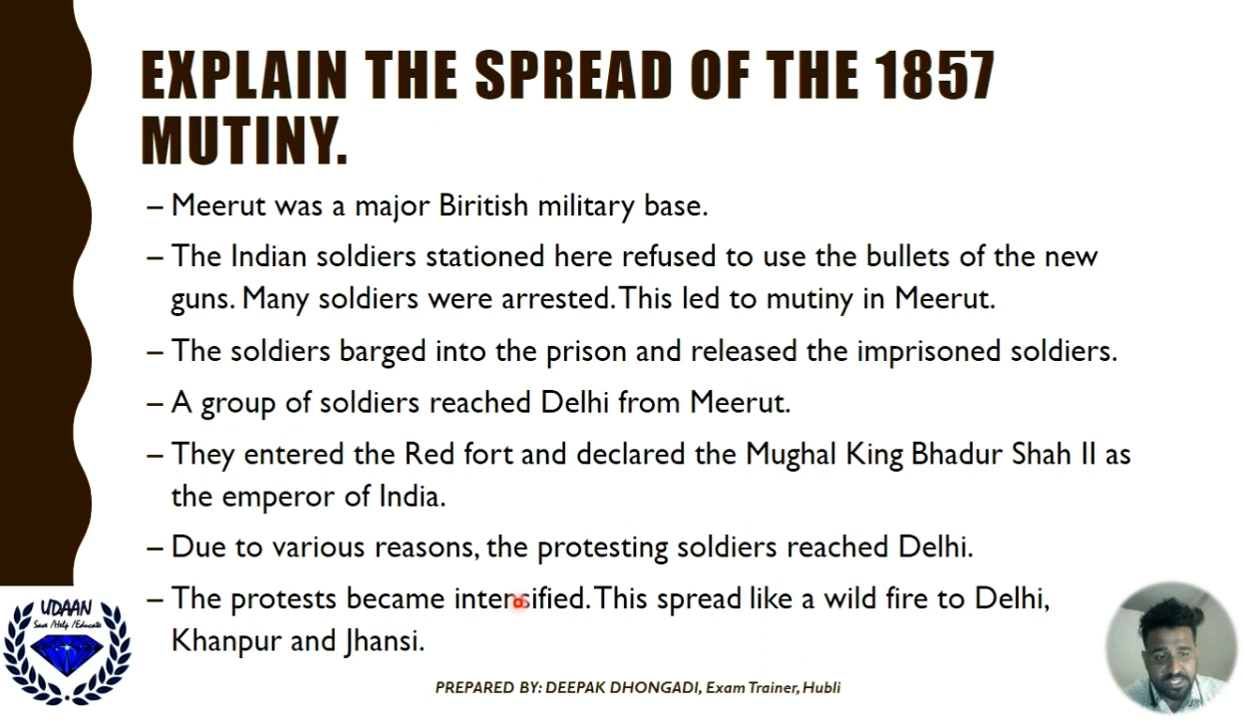 EXPLAIN THE SPREAD OF THE 1857
MUTINY.
– Meerut was a major Biritish military base.
– The Indian soldiers stationed here refused to use the bullets of the new
guns. Many soldiers were arrested. This led to mutiny in Meerut.
– The soldiers barged into the prison and released the imprisoned soldiers.
– A group of soldiers reached Delhi from Meerut.
– They entered the Red fort and declared the Mughal King Bhadur Shah II as
the emperor of India.
– Due to various reasons, the protesting soldiers reached Delhi.
– The protests became intensified. This spread like a wild fire to Delhi,
Khanpur and Jhansi.
UDAAN
Save /Help /Educate
PREPARED BY: DEEPAK DHONGADI, Exam Trainer, Hubli